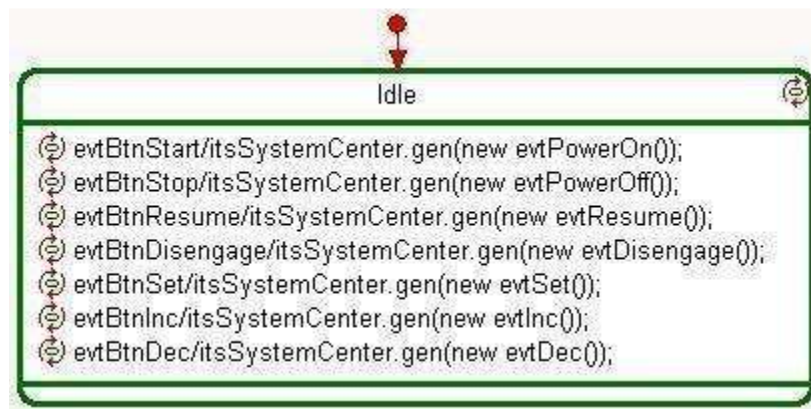 Idle
evtBtnStart/itsSystemCenter.gen(new evtPowerOn());
evtBtnStop/itsSystemCenter.gen(new evtPowerOff());
evtBtnResume/itsSystemCenter.gen(new evtResume());
evtBtnDisengage/itsSystemCenter.gen(new evtDisengage());
evtBtnSet/itsSystemCenter.gen(new evtSet());
evtBtnInc/itsSystemCenter.gen(new evtInc());
evtBtnDec/itsSystemCenter.gen(new evtDec());